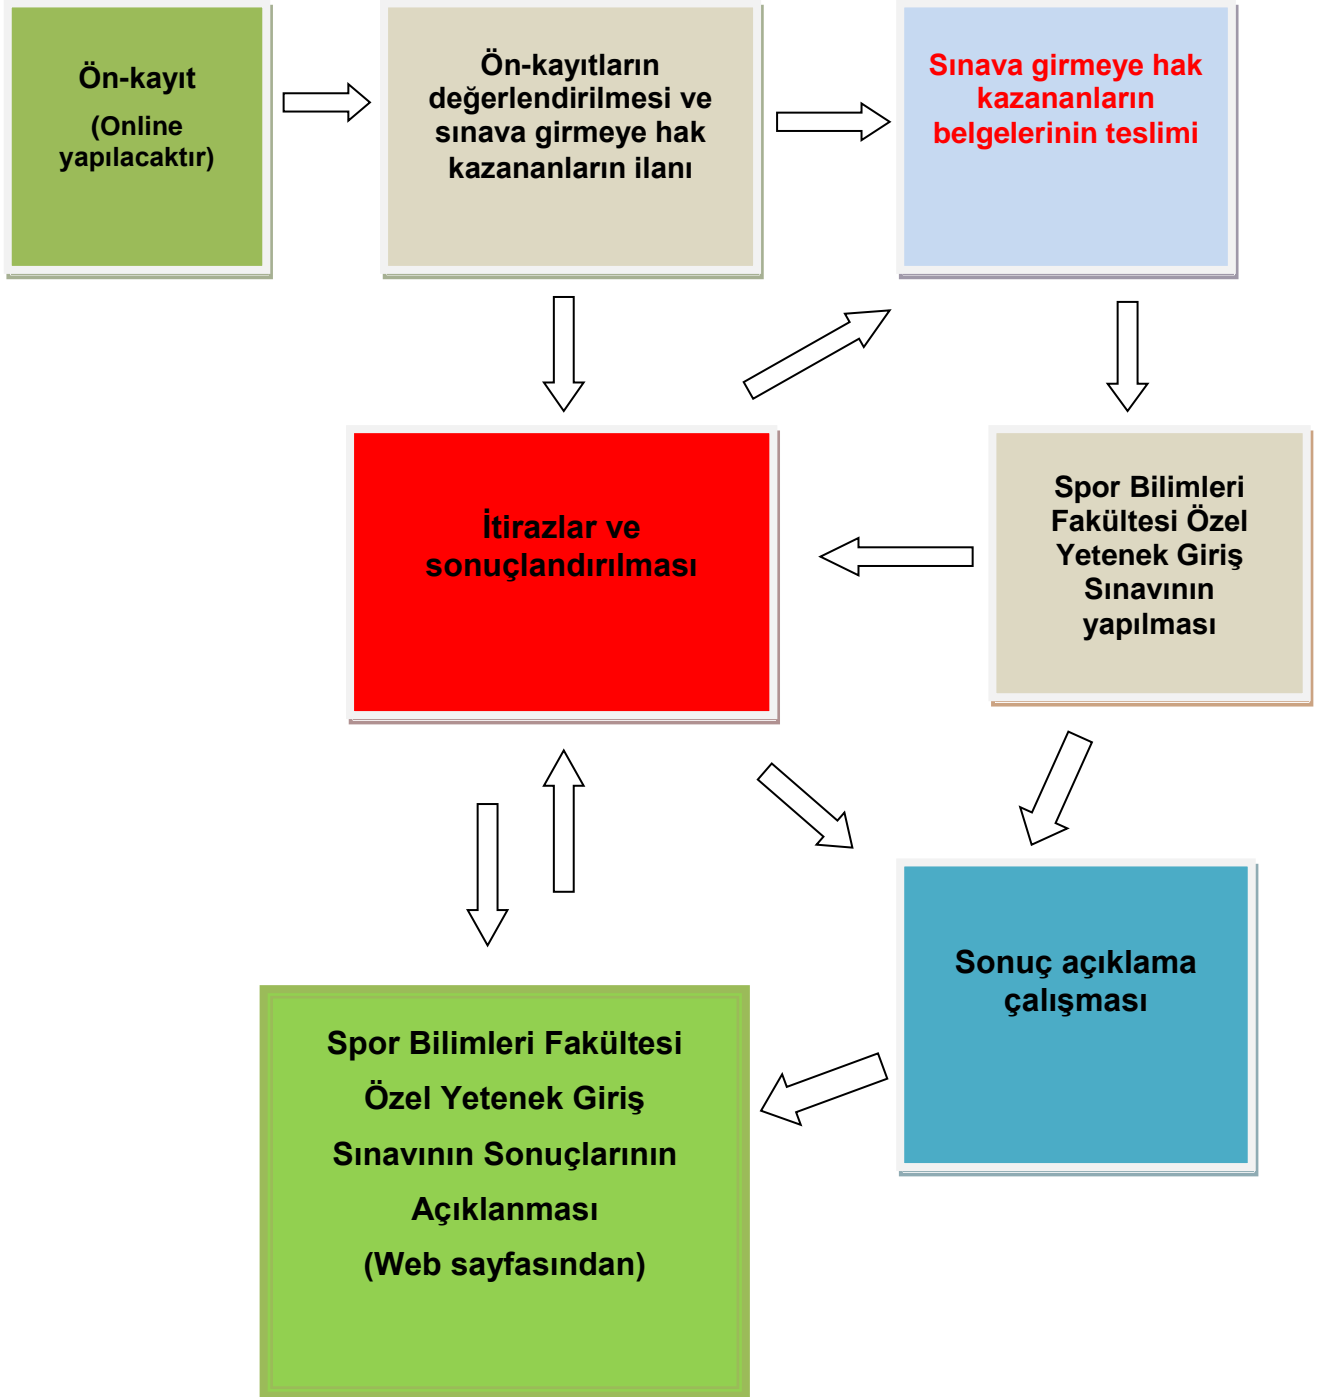 Ön-kayıt
(Online
yapılacaktır)
Ön-kayıtların
değerlendirilmesi ve
sınava girmeye hak
kazananların ilanı
Sınava girmeye hak
kazananların
belgelerinin teslimi
İtirazlar ve
sonuçlandırılması
Spor Bilimleri
Fakültesi Özel
Yetenek Giriş
Sınavının
yapılması
Sonuç açıklama
çalışması
Spor Bilimleri Fakültesi
Özel Yetenek Giriş
Sınavının Sonuçlarının
Açıklanması
(Web sayfasından)